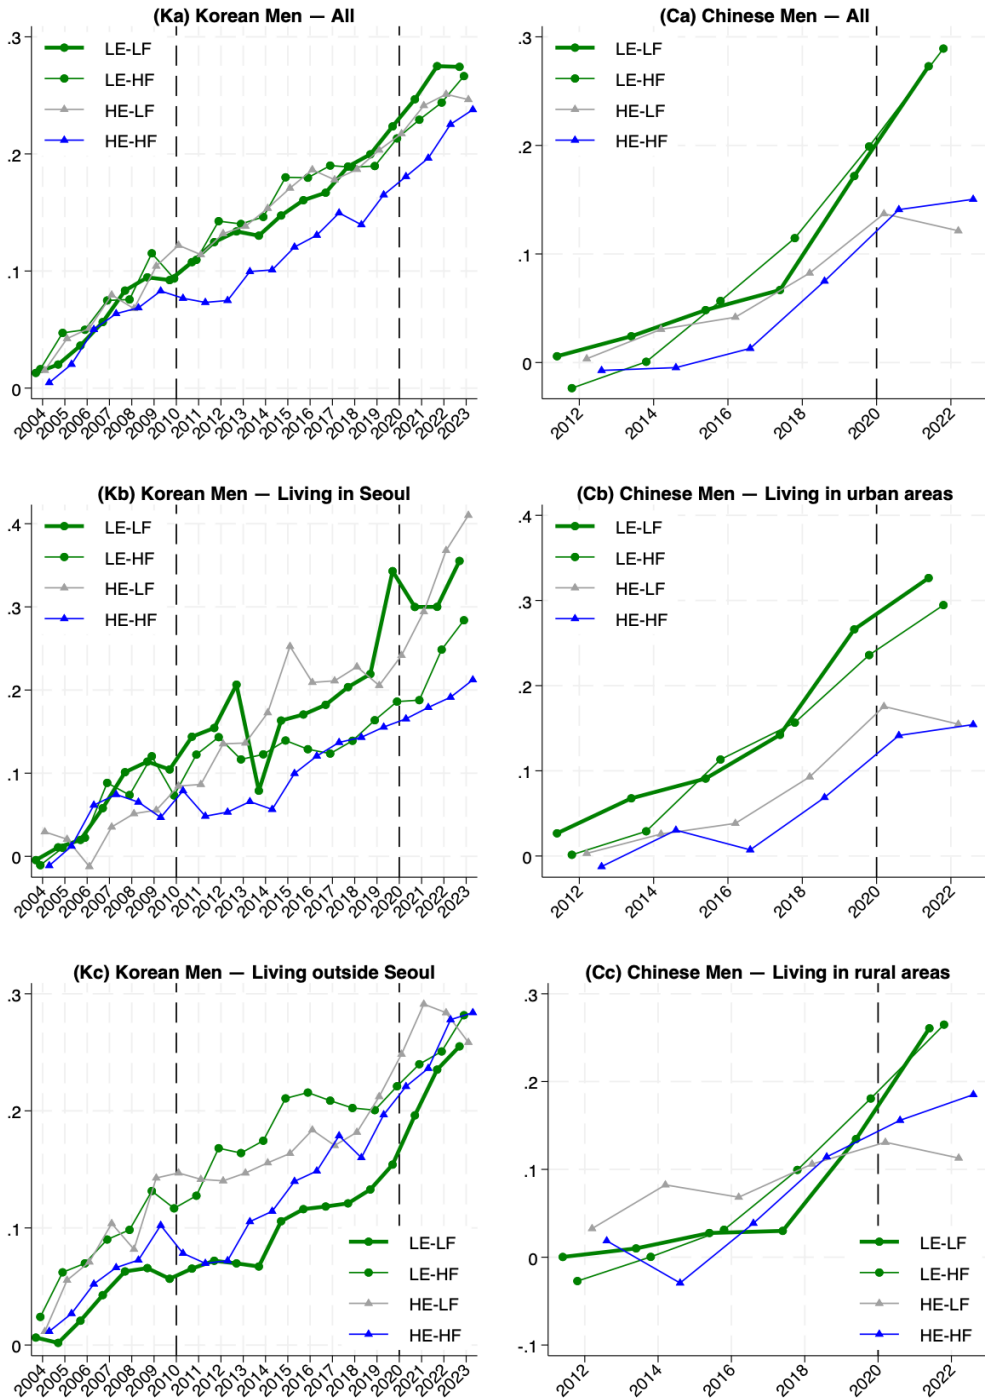 (Ka) Korean Men — All
.3
.2
.1
0
LE-LF
LE-HF
HE-LF
HE-HF
2004 2005 2006 2007 2008 2009 2010 2011 2012 2013 2014 2015 2016 2017 2018 2019 2020 2021 2022 2023
(Ca) Chinese Men — All
.3
.2
.1
0
LE-LF
LE-HF
HE-LF
HE-HF
2012 2014 2016 2018 2020 2022
(Kb) Korean Men — Living in Seoul
.4
.3
.2
.1
0
LE-LF
LE-HF
HE-LF
HE-HF
2004 2005 2006 2007 2008 2009 2010 2011 2012 2013 2014 2015 2016 2017 2018 2019 2020 2021 2022 2023
(Cb) Chinese Men — Living in urban areas
.4
.3
.2
.1
0
LE-LF
LE-HF
HE-LF
HE-HF
2012 2014 2016 2018 2020 2022
(Kc) Korean Men — Living outside Seoul
.3
.2
.1
0
LE-LF
LE-HF
HE-LF
HE-HF
2004 2005 2006 2007 2008 2009 2010 2011 2012 2013 2014 2015 2016 2017 2018 2019 2020 2021 2022 2023
(Cc) Chinese Men — Living in rural areas
.3
.2
.1
0
-.1
LE-LF
LE-HF
HE-LF
HE-HF
2012 2014 2016 2018 2020 2022